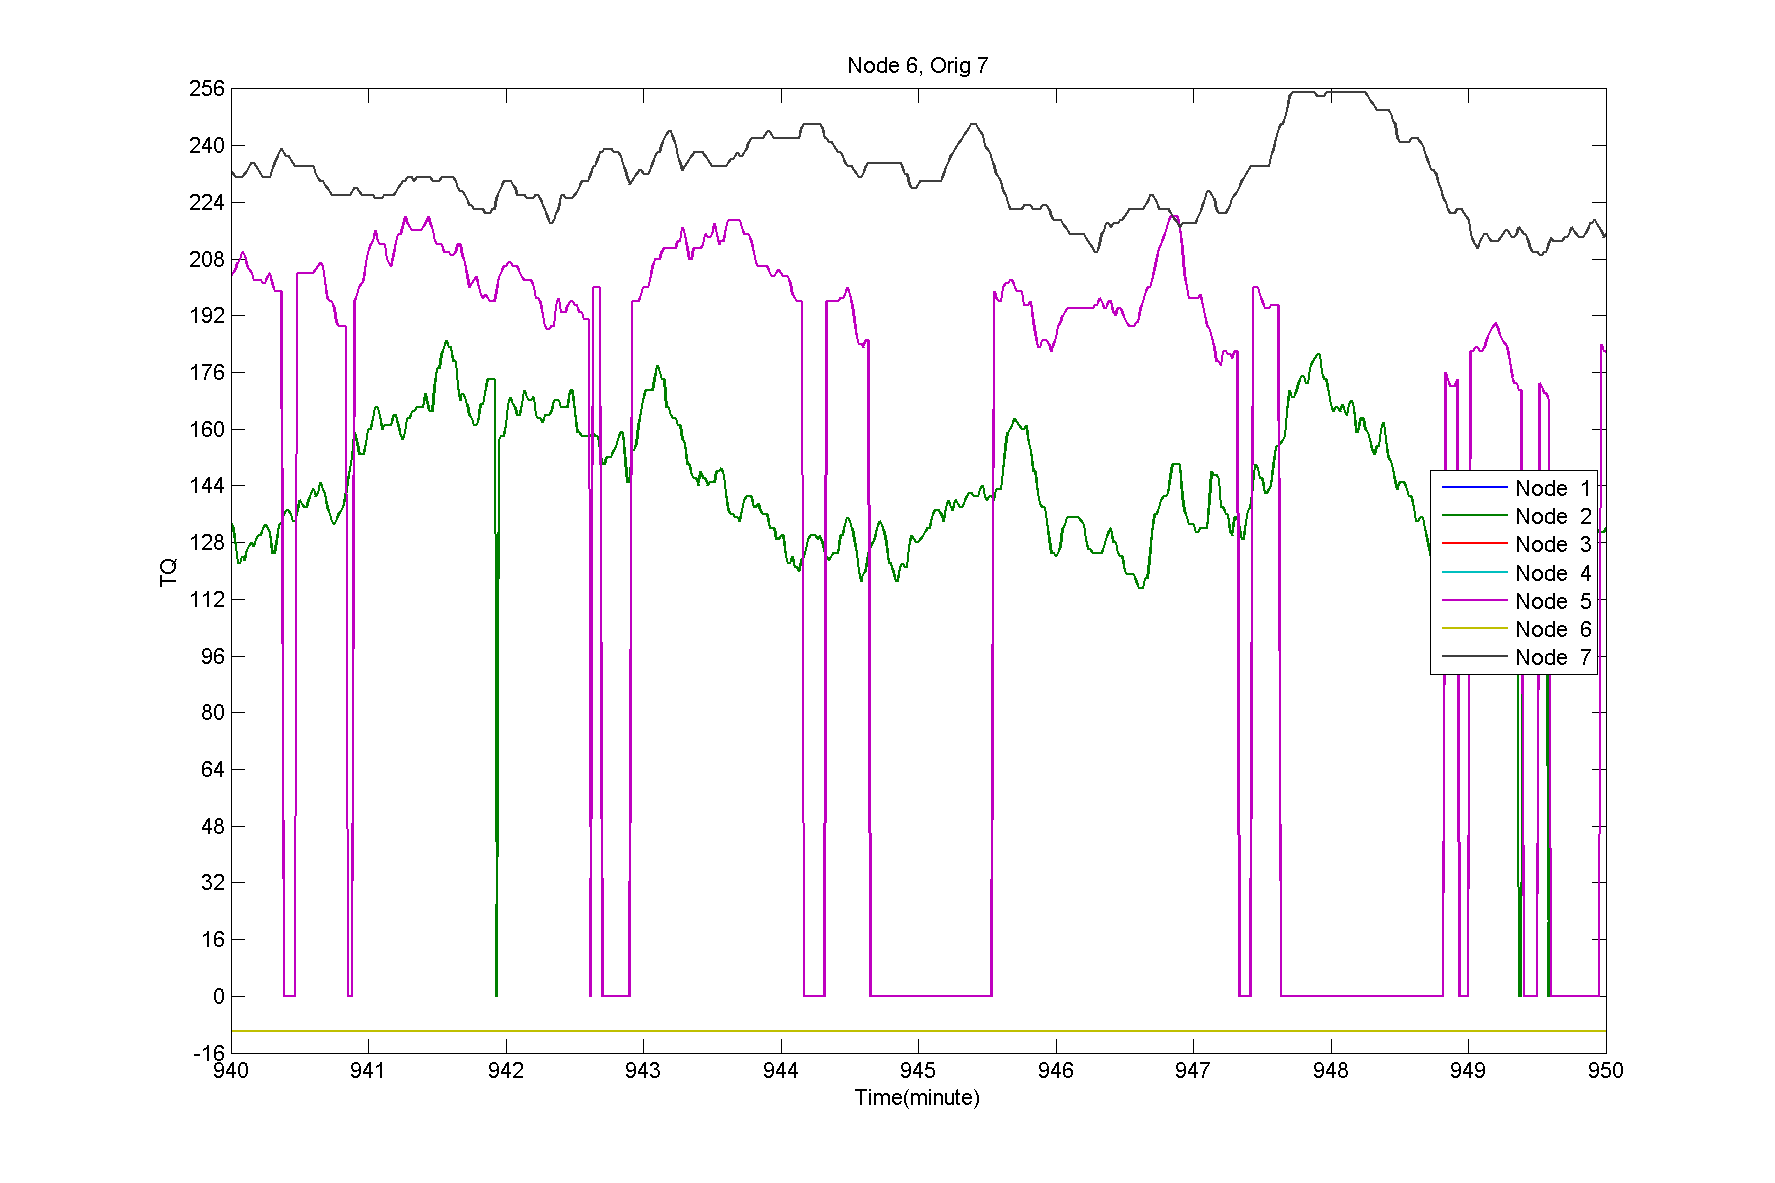 Node 6, Orig 7
256
240
224
208
192
176
160
144
128
112
96
80
64
48
32
16
0
-16
TQ
Node 1
Node 2
Node 3
Node 4
Node 5
Node 6
Node 7
940 941 942 943 944 945 946 947 948 949 950
Time(minute)